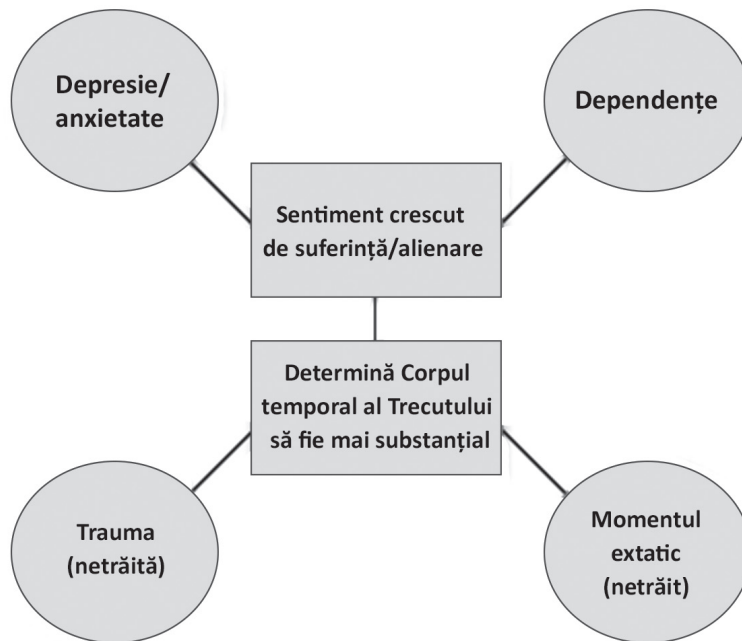 Depresie/
anxietate
Dependențe
Sentiment crescut
de suferință/alienare
Determină Corpul
temporal al Trecutului
să fie mai substanțial
Trauma
(netrăită)
Momentul
extatic
(netrăit)